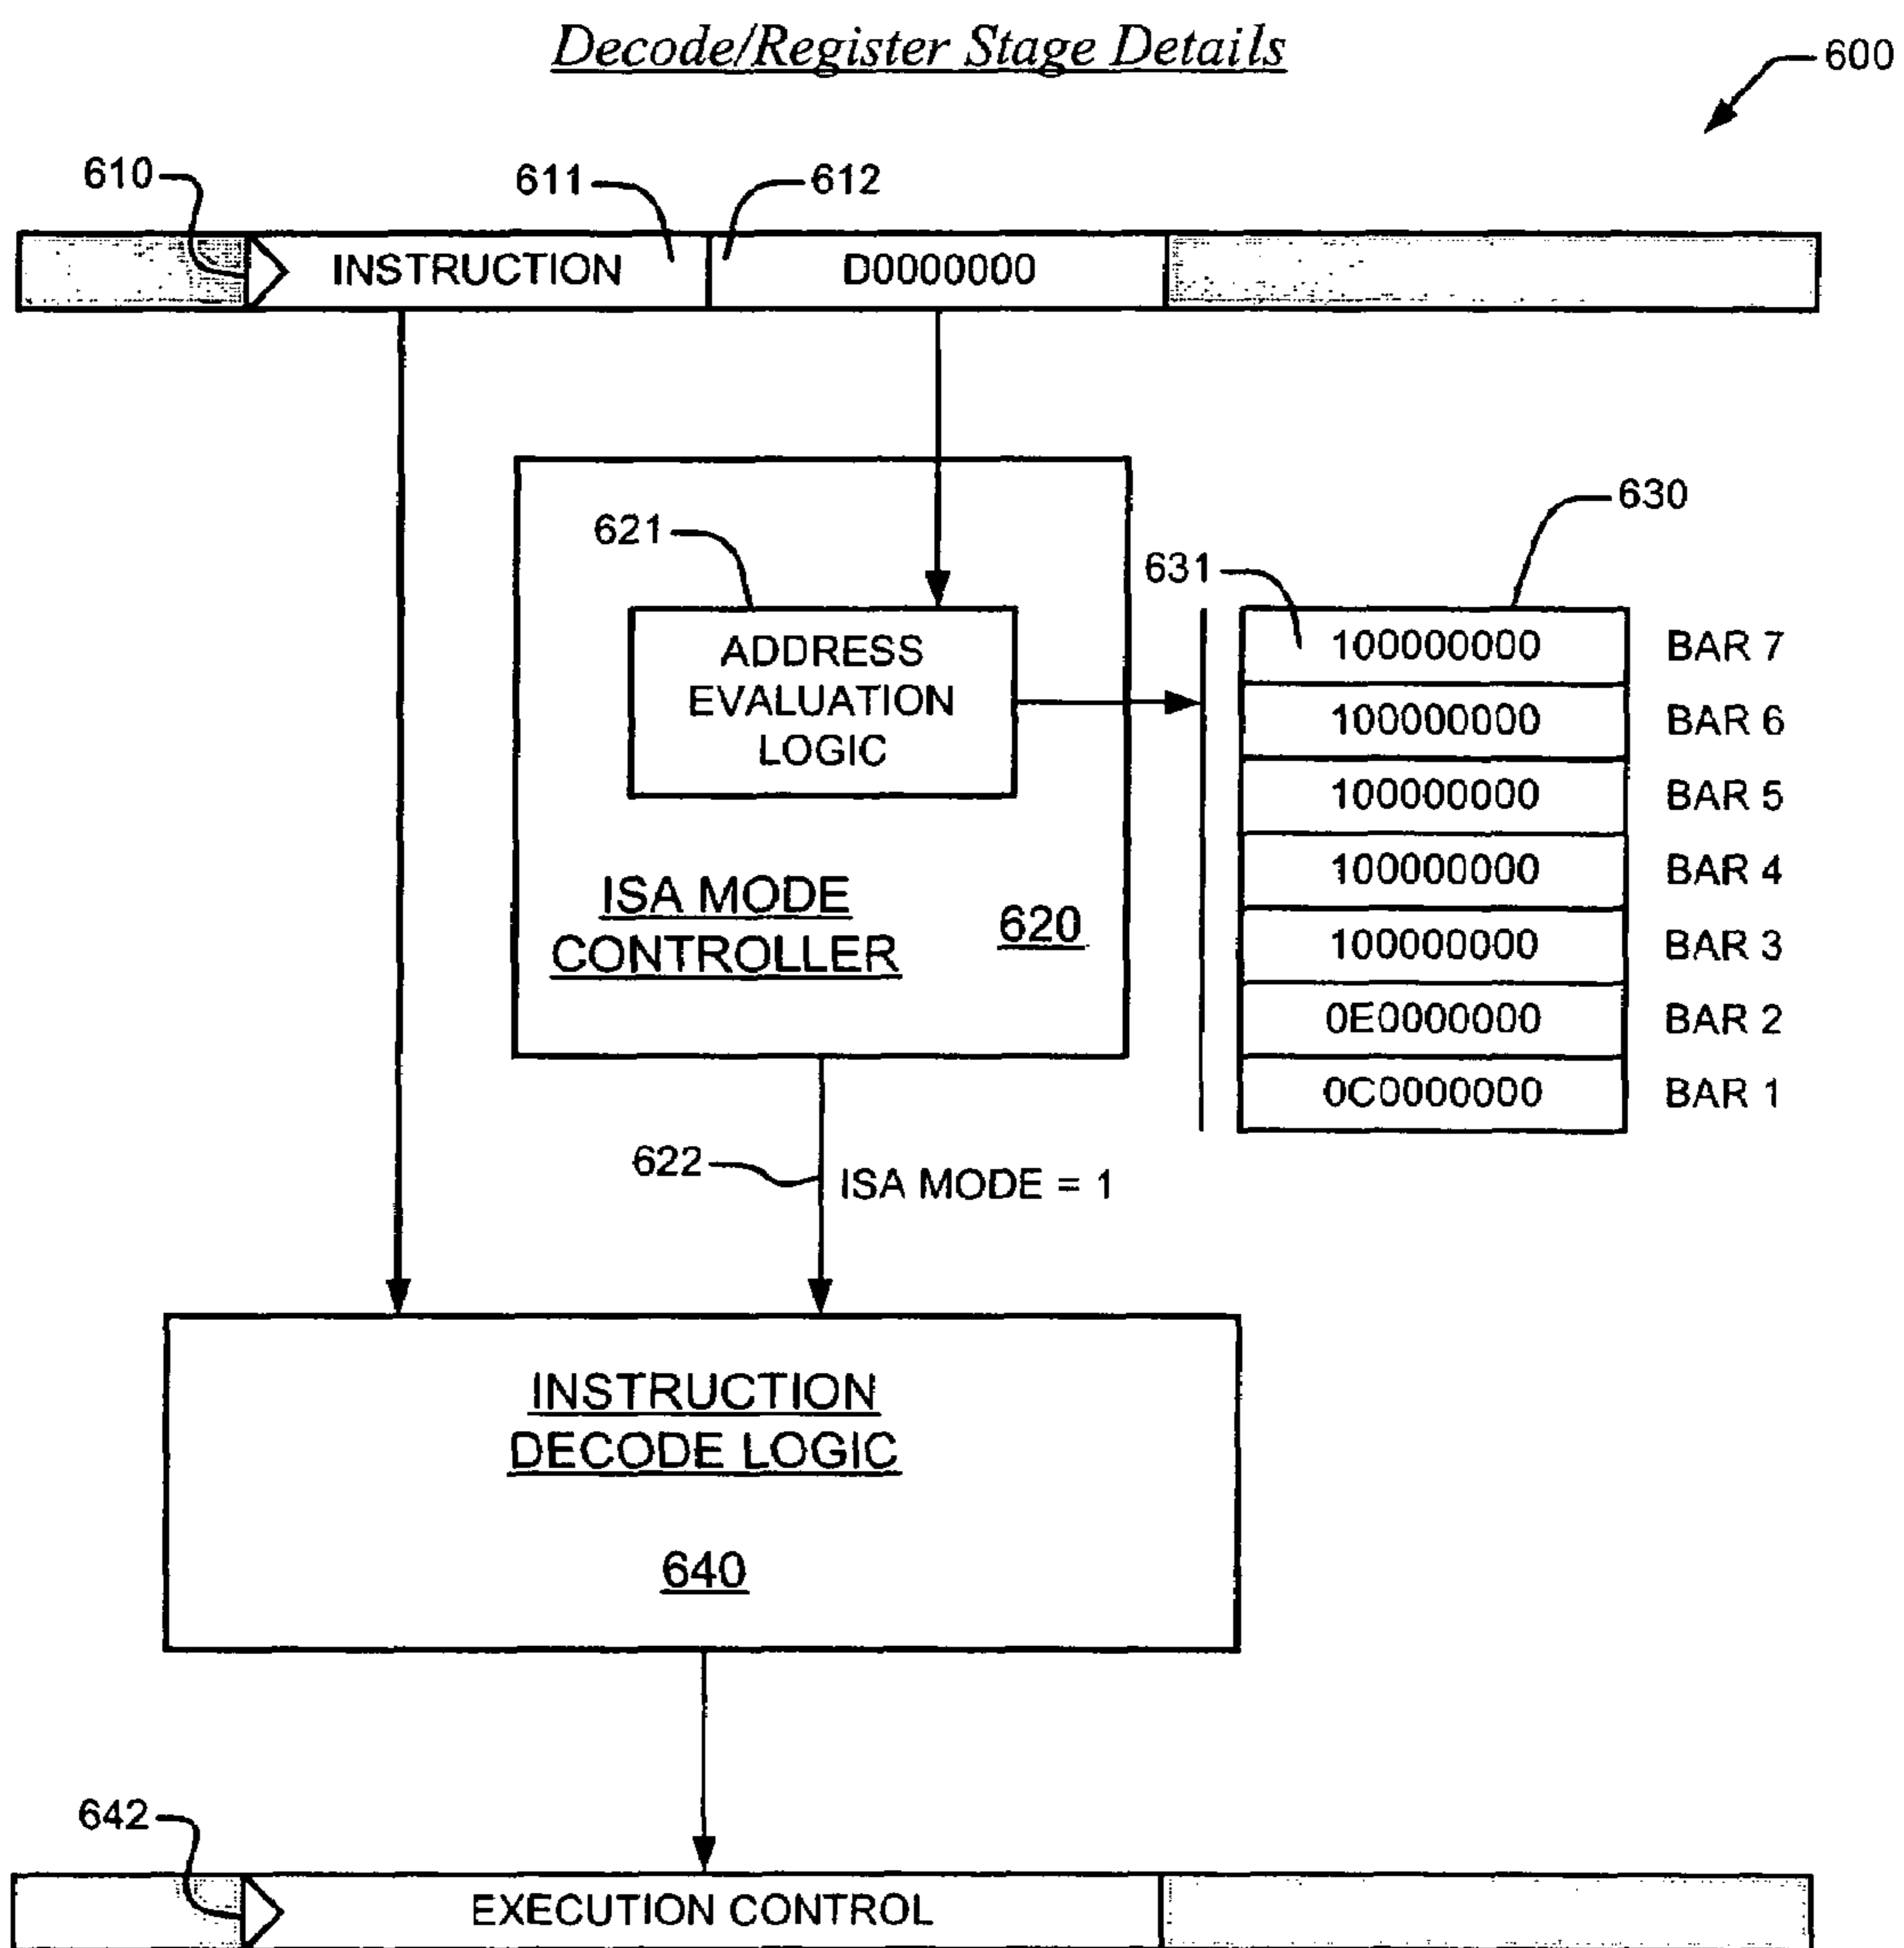 Decode/Register Stage Details
600
610
611
612
INSTRUCTION
D0000000
630
621
631
ADDRESS
EVALUATION
LOGIC
100000000 BAR 7
100000000 BAR 6
100000000 BAR 5
100000000 BAR 4
100000000 BAR 3
0E0000000 BAR 2
0C0000000 BAR 1
ISA MODE
CONTROLLER
620
622
ISA MODE = 1
INSTRUCTION
DECODE LOGIC
640
642
EXECUTION CONTROL